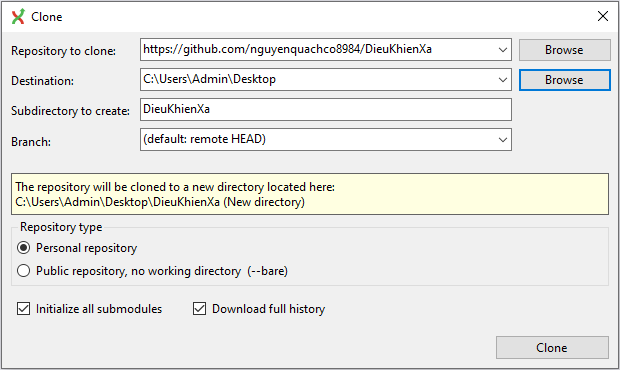 Clone
Repository to clone: https://github.com/nguyenquachco8984/DieuKhienXa Browse
Destination: C:\Users\Admin\Desktop Browse
Subdirectory to create: DieuKhienXa
Branch: (default: remote HEAD)
The repository will be cloned to a new directory located here:
C:\Users\Admin\Desktop\DieuKhienXa (New directory)
Repository type
Personal repository
Public repository, no working directory (--bare)
Initialize all submodules Download full history
Clone